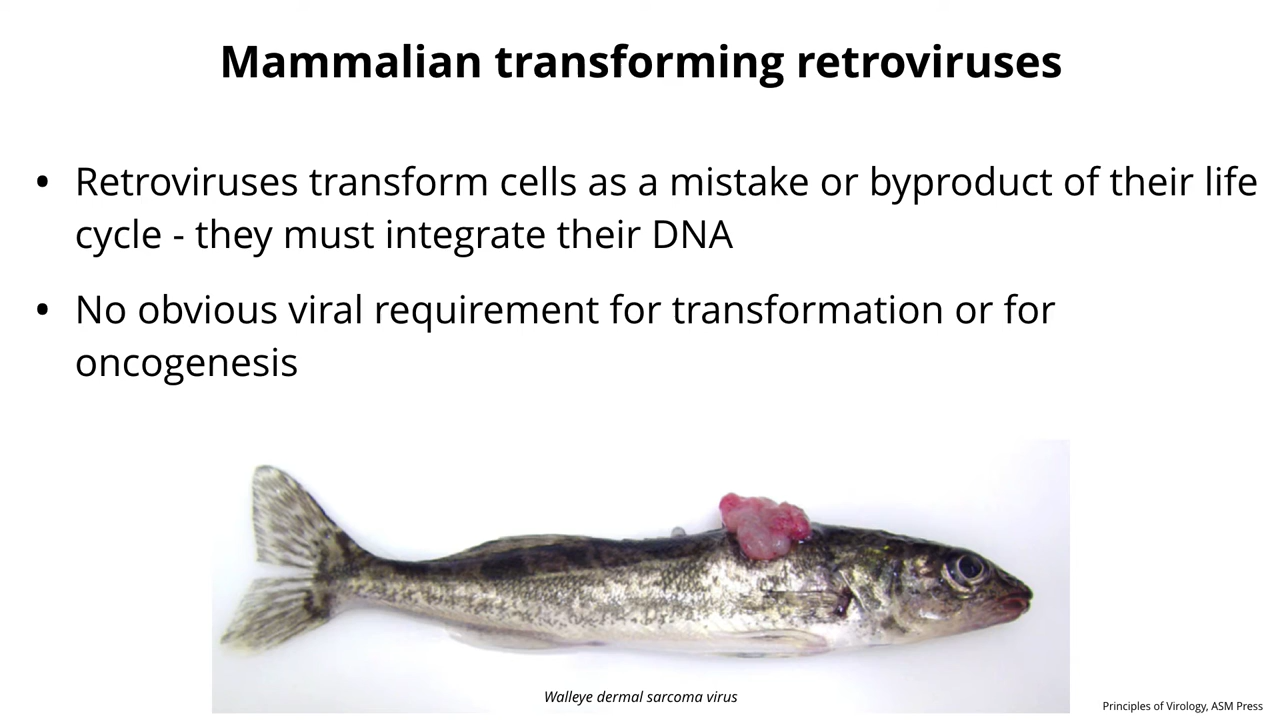 Mammalian transforming retroviruses
• Retroviruses transform cells as a mistake or byproduct of their life
cycle - they must integrate their DNA
• No obvious viral requirement for transformation or for
oncogenesis
Walleye dermal sarcoma virus
Principles of Virology, ASM Press